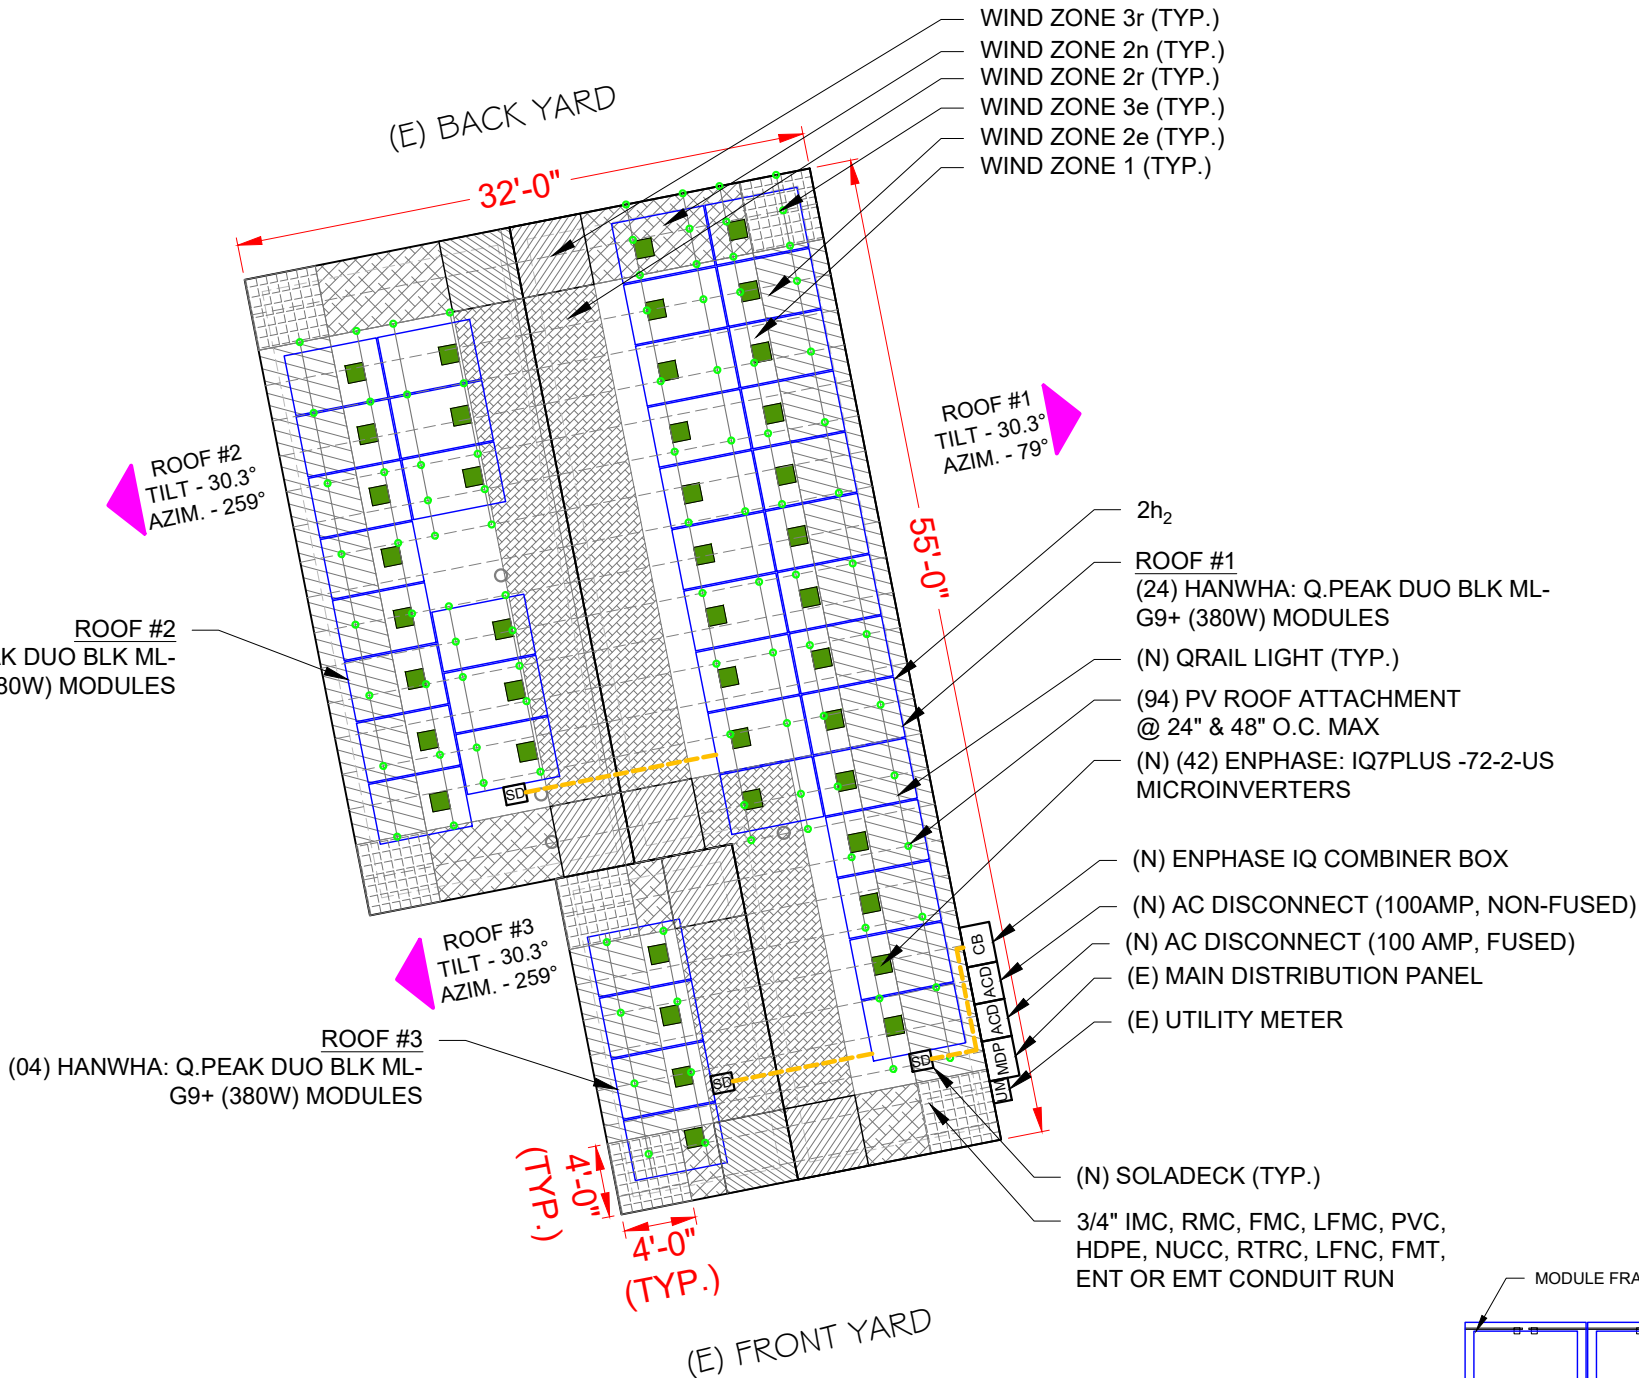 WIND ZONE 3r (TYP.)
WIND ZONE 2n (TYP.)
WIND ZONE 2r (TYP.)
WIND ZONE 3e (TYP.)
WIND ZONE 2e (TYP.)
WIND ZONE 1 (TYP.)
(E) BACK YARD
32'-0"
ROOF #1
TILT - 30.3°
AZIM. - 79°
ROOF #2
TILT - 30.3°
AZIM. - 259°
55'-0"
2h₂
ROOF #1
(24) HANWHA: Q.PEAK DUO BLK ML-
G9+ (380W) MODULES
ROOF #2
AK DUO BLK ML-
80W) MODULES
(N) QRAIL LIGHT (TYP.)
(94) PV ROOF ATTACHMENT
@ 24" & 48" O.C. MAX
(N) (42) ENPHASE: IQ7PLUS -72-2-US
MICROINVERTERS
SD
(N) ENPHASE IQ COMBINER BOX
(N) AC DISCONNECT (100AMP, NON-FUSED)
(N) AC DISCONNECT (100 AMP, FUSED)
(E) MAIN DISTRIBUTION PANEL
(E) UTILITY METER
ROOF #3
TILT - 30.3°
AZIM. - 259°
CB
ACD
ACD
MDP
UM
ROOF #3
(04) HANWHA: Q.PEAK DUO BLK ML-
G9+ (380W) MODULES
SD
SD
4'-0"
(TYP.)
4'-0"
(TYP.)
(N) SOLADECK (TYP.)
3/4" IMC, RMC, FMC, LFMC, PVC,
HDPE, NUCC, RTRC, LFNC, FMT,
ENT OR EMT CONDUIT RUN
(E) FRONT YARD
MODULE FRA